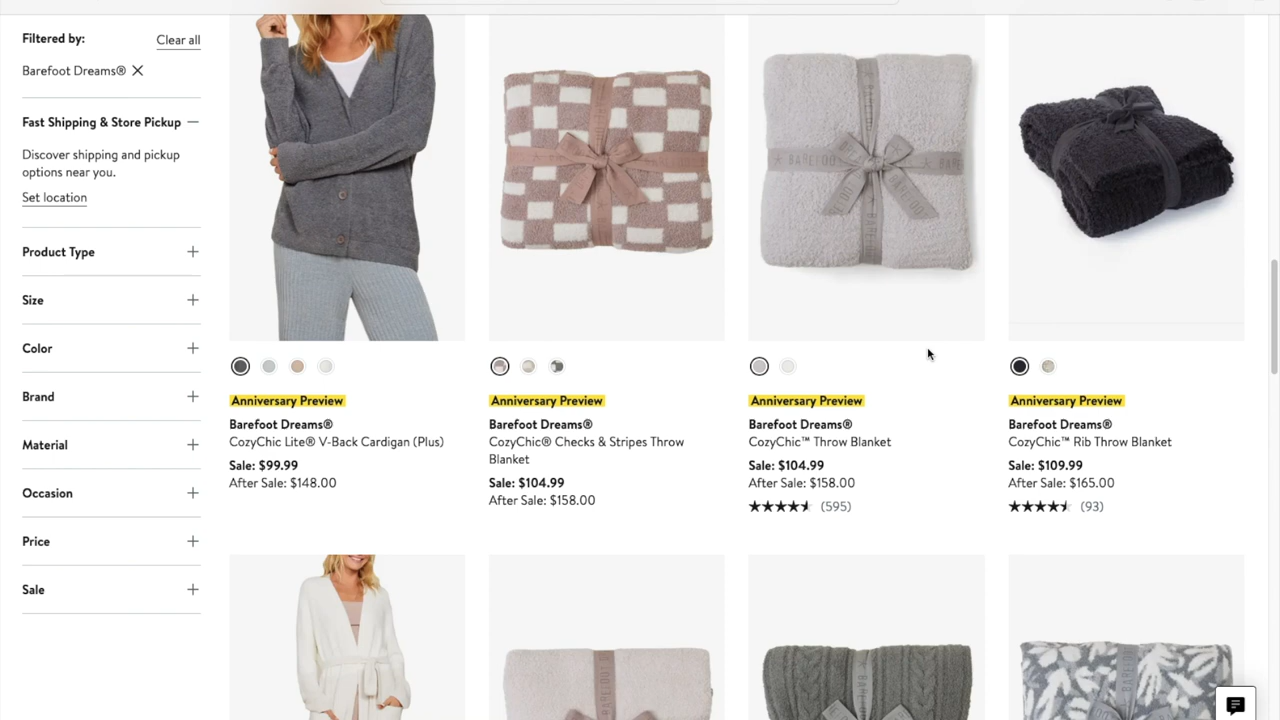 Filtered by:
Clear all
Barefoot Dreams®
Fast Shipping & Store Pickup
Discover shipping and pickup
options near you.
Set location
Product Type
Size
Color
Brand
Material
Occasion
Price
Sale
Anniversary Preview
Barefoot Dreams®
CozyChic Lite® V-Back Cardigan (Plus)
Sale: $99.99
After Sale: $148.00
Anniversary Preview
Barefoot Dreams®
CozyChic® Checks & Stripes Throw
Blanket
Sale: $104.99
After Sale: $158.00
BAREFOOT
Anniversary Preview
Barefoot Dreams®
CozyChic™ Throw Blanket
Sale: $104.99
After Sale: $158.00
(595)
Anniversary Preview
Barefoot Dreams®
CozyChic™ Rib Throw Blanket
Sale: $109.99
After Sale: $165.00
(93)